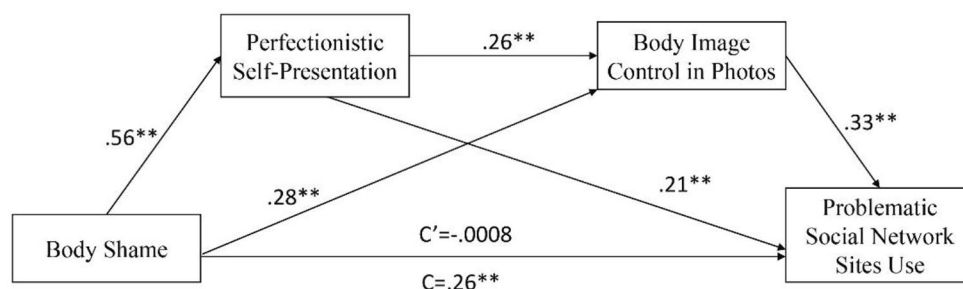 Perfectionistic
Self-Presentation
.26**
Body Image
Control in Photos
.56**
.33**
.28**
.21**
Body Shame
C’=-.0008
C=.26**
Problematic
Social Network
Sites Use